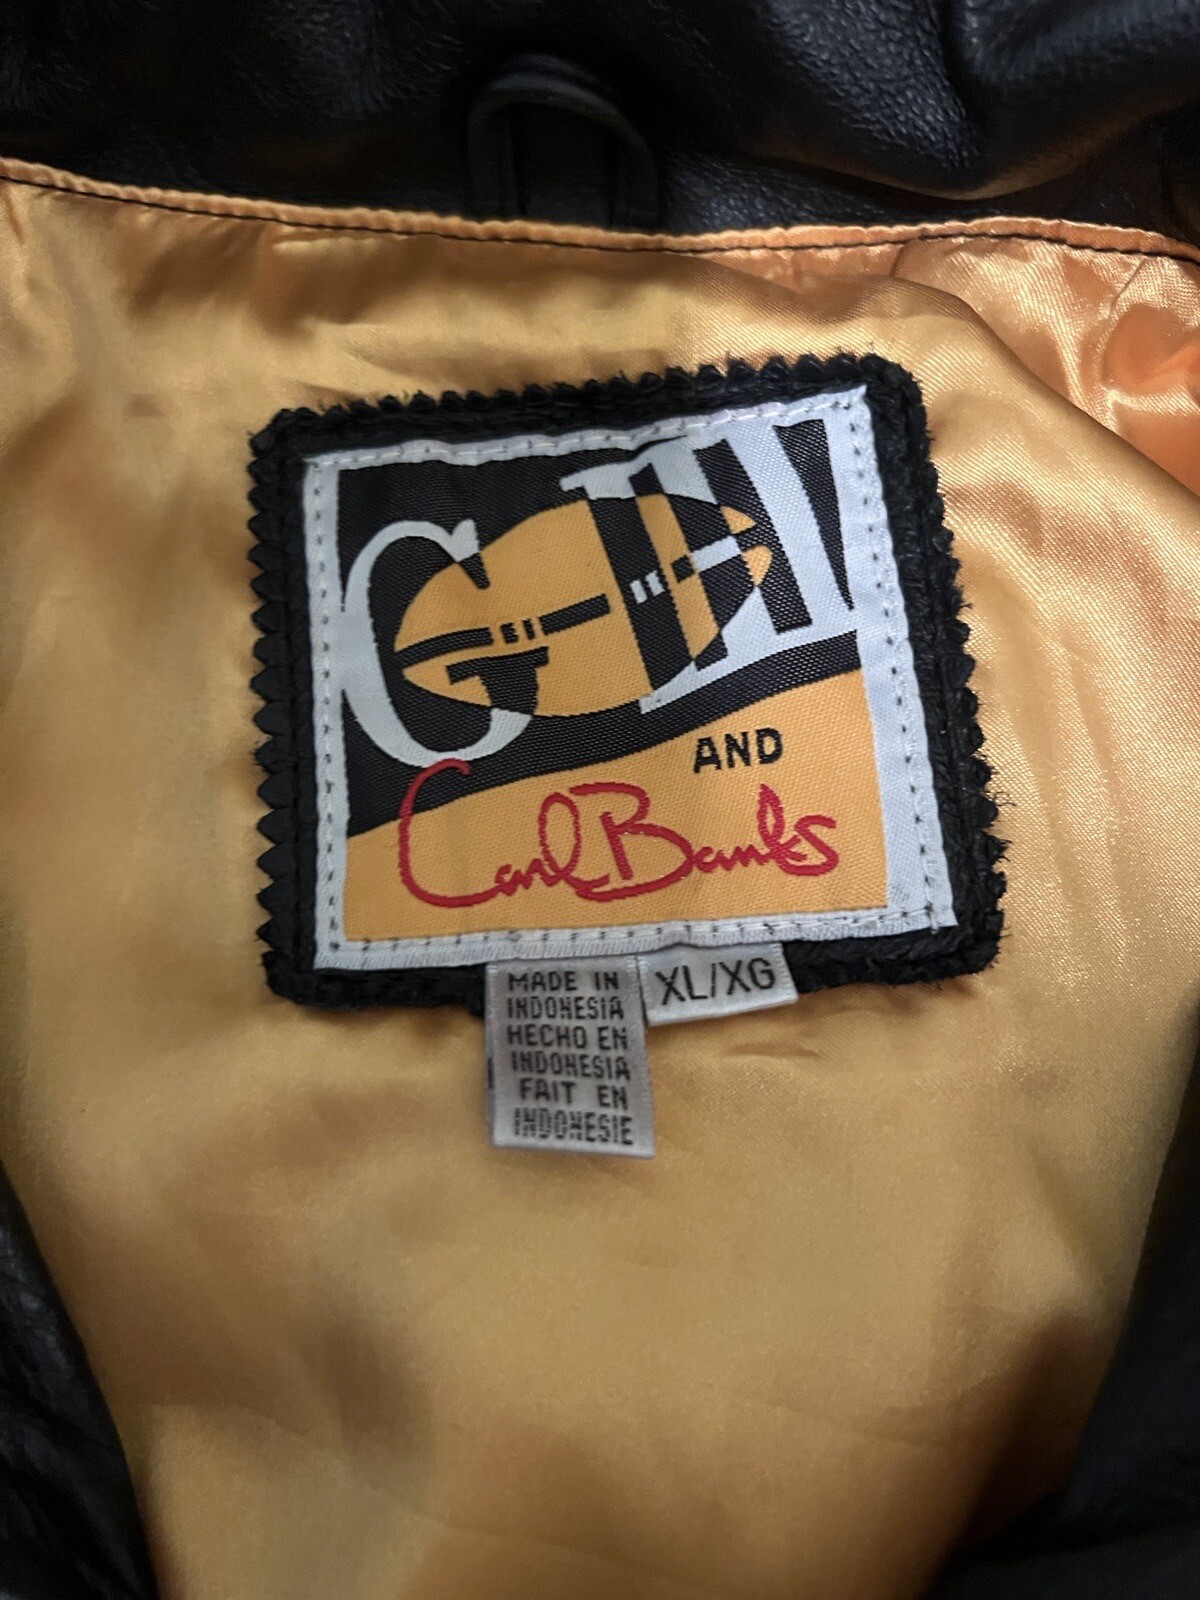 G-III
AND
Carl Banks
MADE IN
INDONESIA
HECHO EN
INDONESIA
FAIT EN
INDONESIE
XL/XG